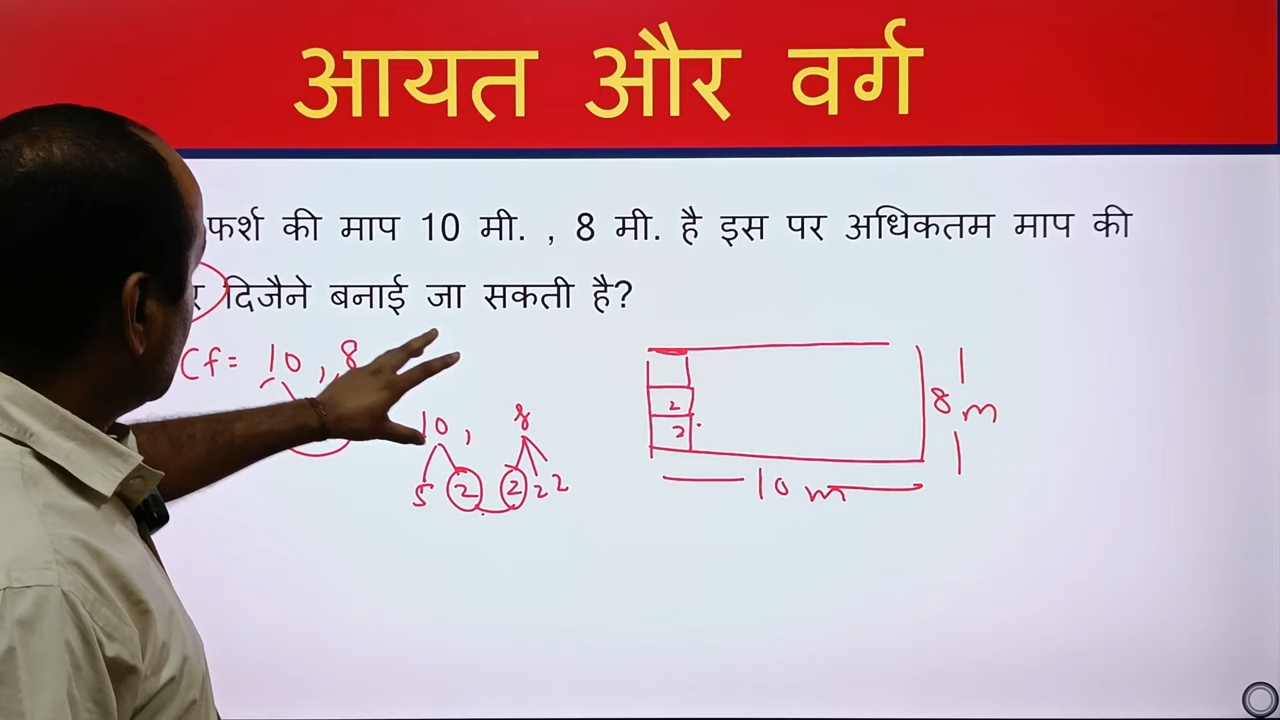 आयत और वर्ग
फर्श की माप 10 मी. , 8 मी. है इस पर अधिकतम माप की
दिजैने बनाई जा सकती है?
Cf = 10 , 8
10 , 8
5 2 2 2 2
2
2
8 m
10 m